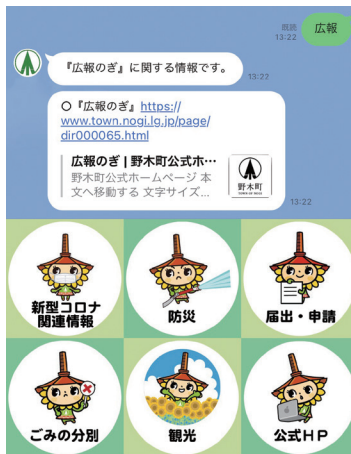 既読
13:22
広報
『広報のぎ』に関する情報です。
13:22
〇『広報のぎ』https://
www.town.nogi.lg.jp/page/
dir000065.html
広報のぎ | 野木町公式ホ…
野木町公式ホームページ 本
文へ移動する 文字サイズ…
野木町
TOWN OF NOGI
13:22
新型コロナ
関連情報
防災
届出・申請
ごみの分別
観光
公式HP